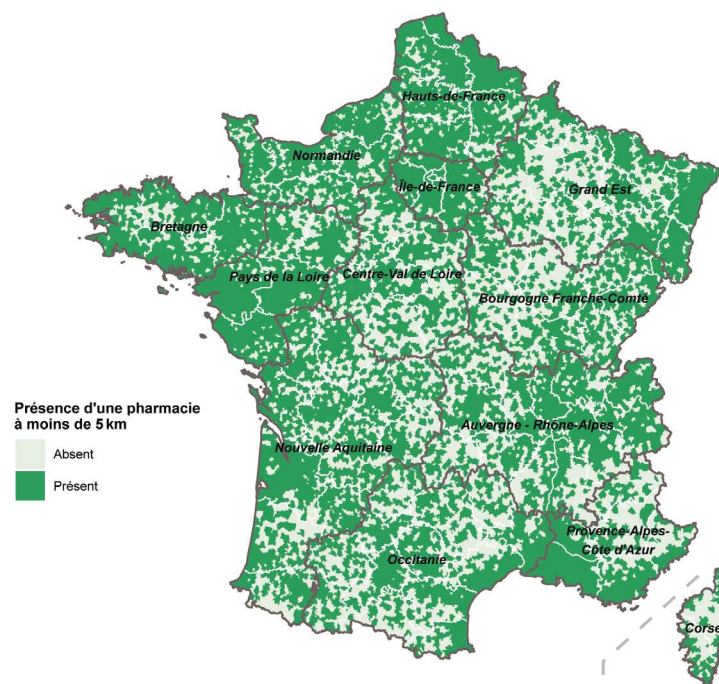 Hauts-de-France
Normandie
Île-de-France
Grand Est
Bretagne
Pays de la Loire
Centre-Val de Loire
Bourgogne Franche-Comté
Présence d'une pharmacie
à moins de 5 km
Absent
Présent
Auvergne - Rhône-Alpes
Nouvelle Aquitaine
Provence-Alpes-
Côte d'Azur
Occitanie
Corse